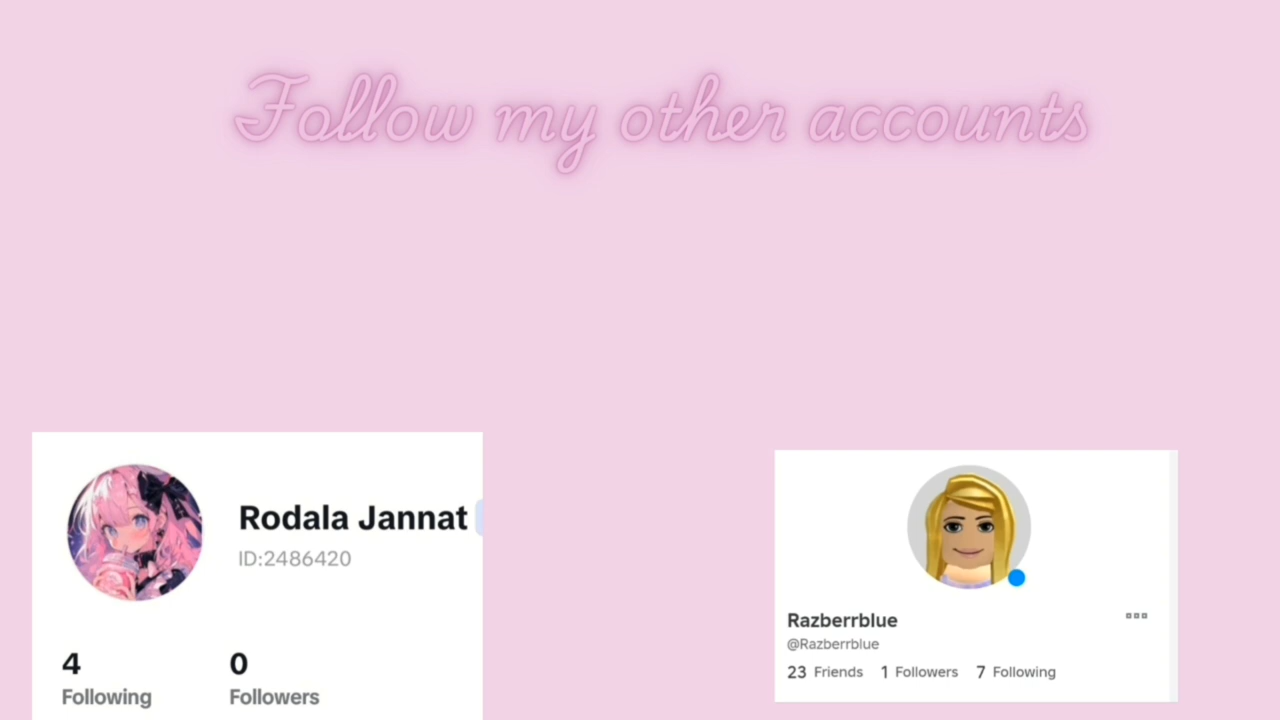 Follow my other accounts
Rodala Jannat
ID:2486420
4 Following
0 Followers
Razberrblue
@Razberrblue
23 Friends 1 Followers 7 Following